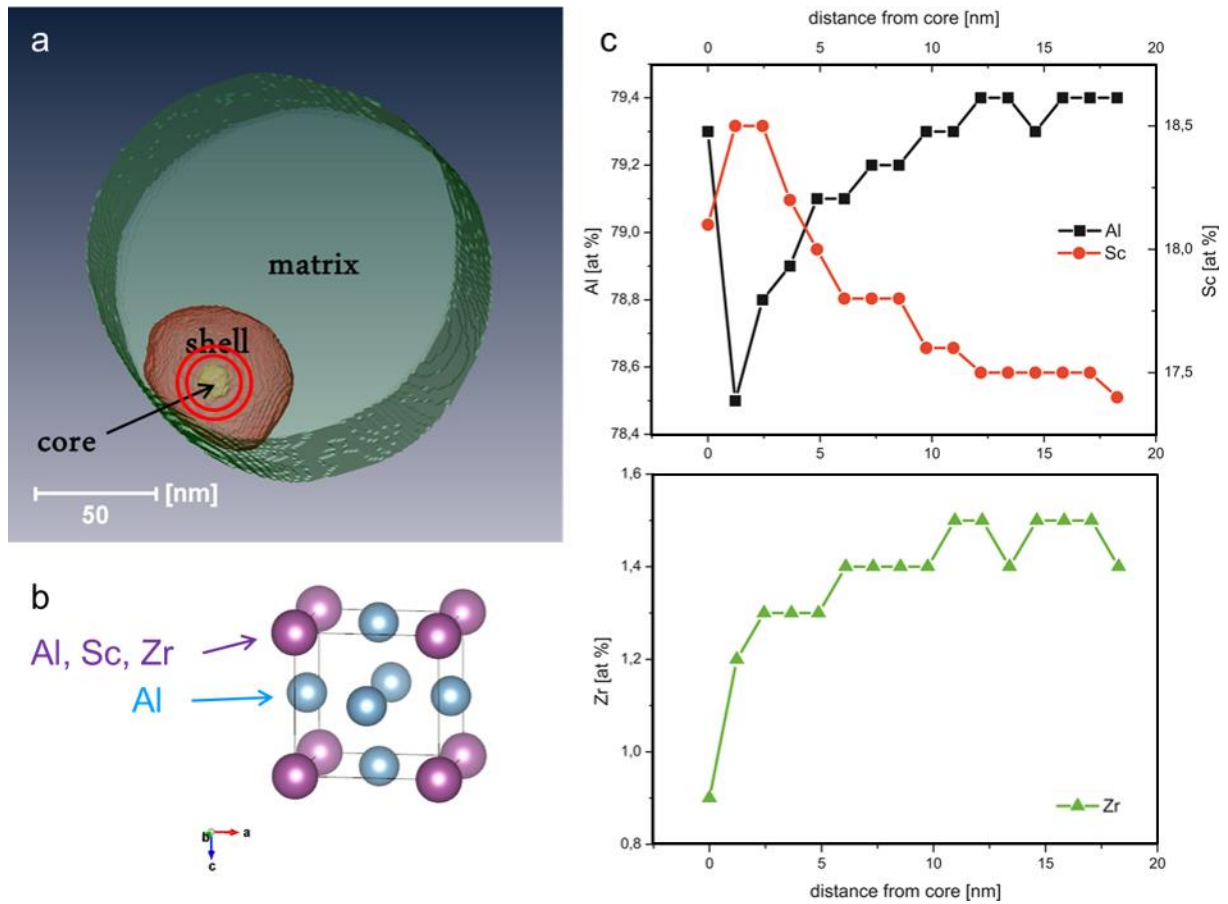 a
matrix
shell
core
[nm]
50
b
Al, Sc, Zr
Al
b
a
c
c
distance from core [nm]
0 5 10 15 20
79,4
79,2
79,0
78,8
78,6
78,4
Al [at %]
18,5
18,0
17,5
Sc [at %]
Al
Sc
0 5 10 15 20
1,6
1,4
1,2
1,0
0,8
Zr [at %]
Zr
0 5 10 15 20
distance from core [nm]